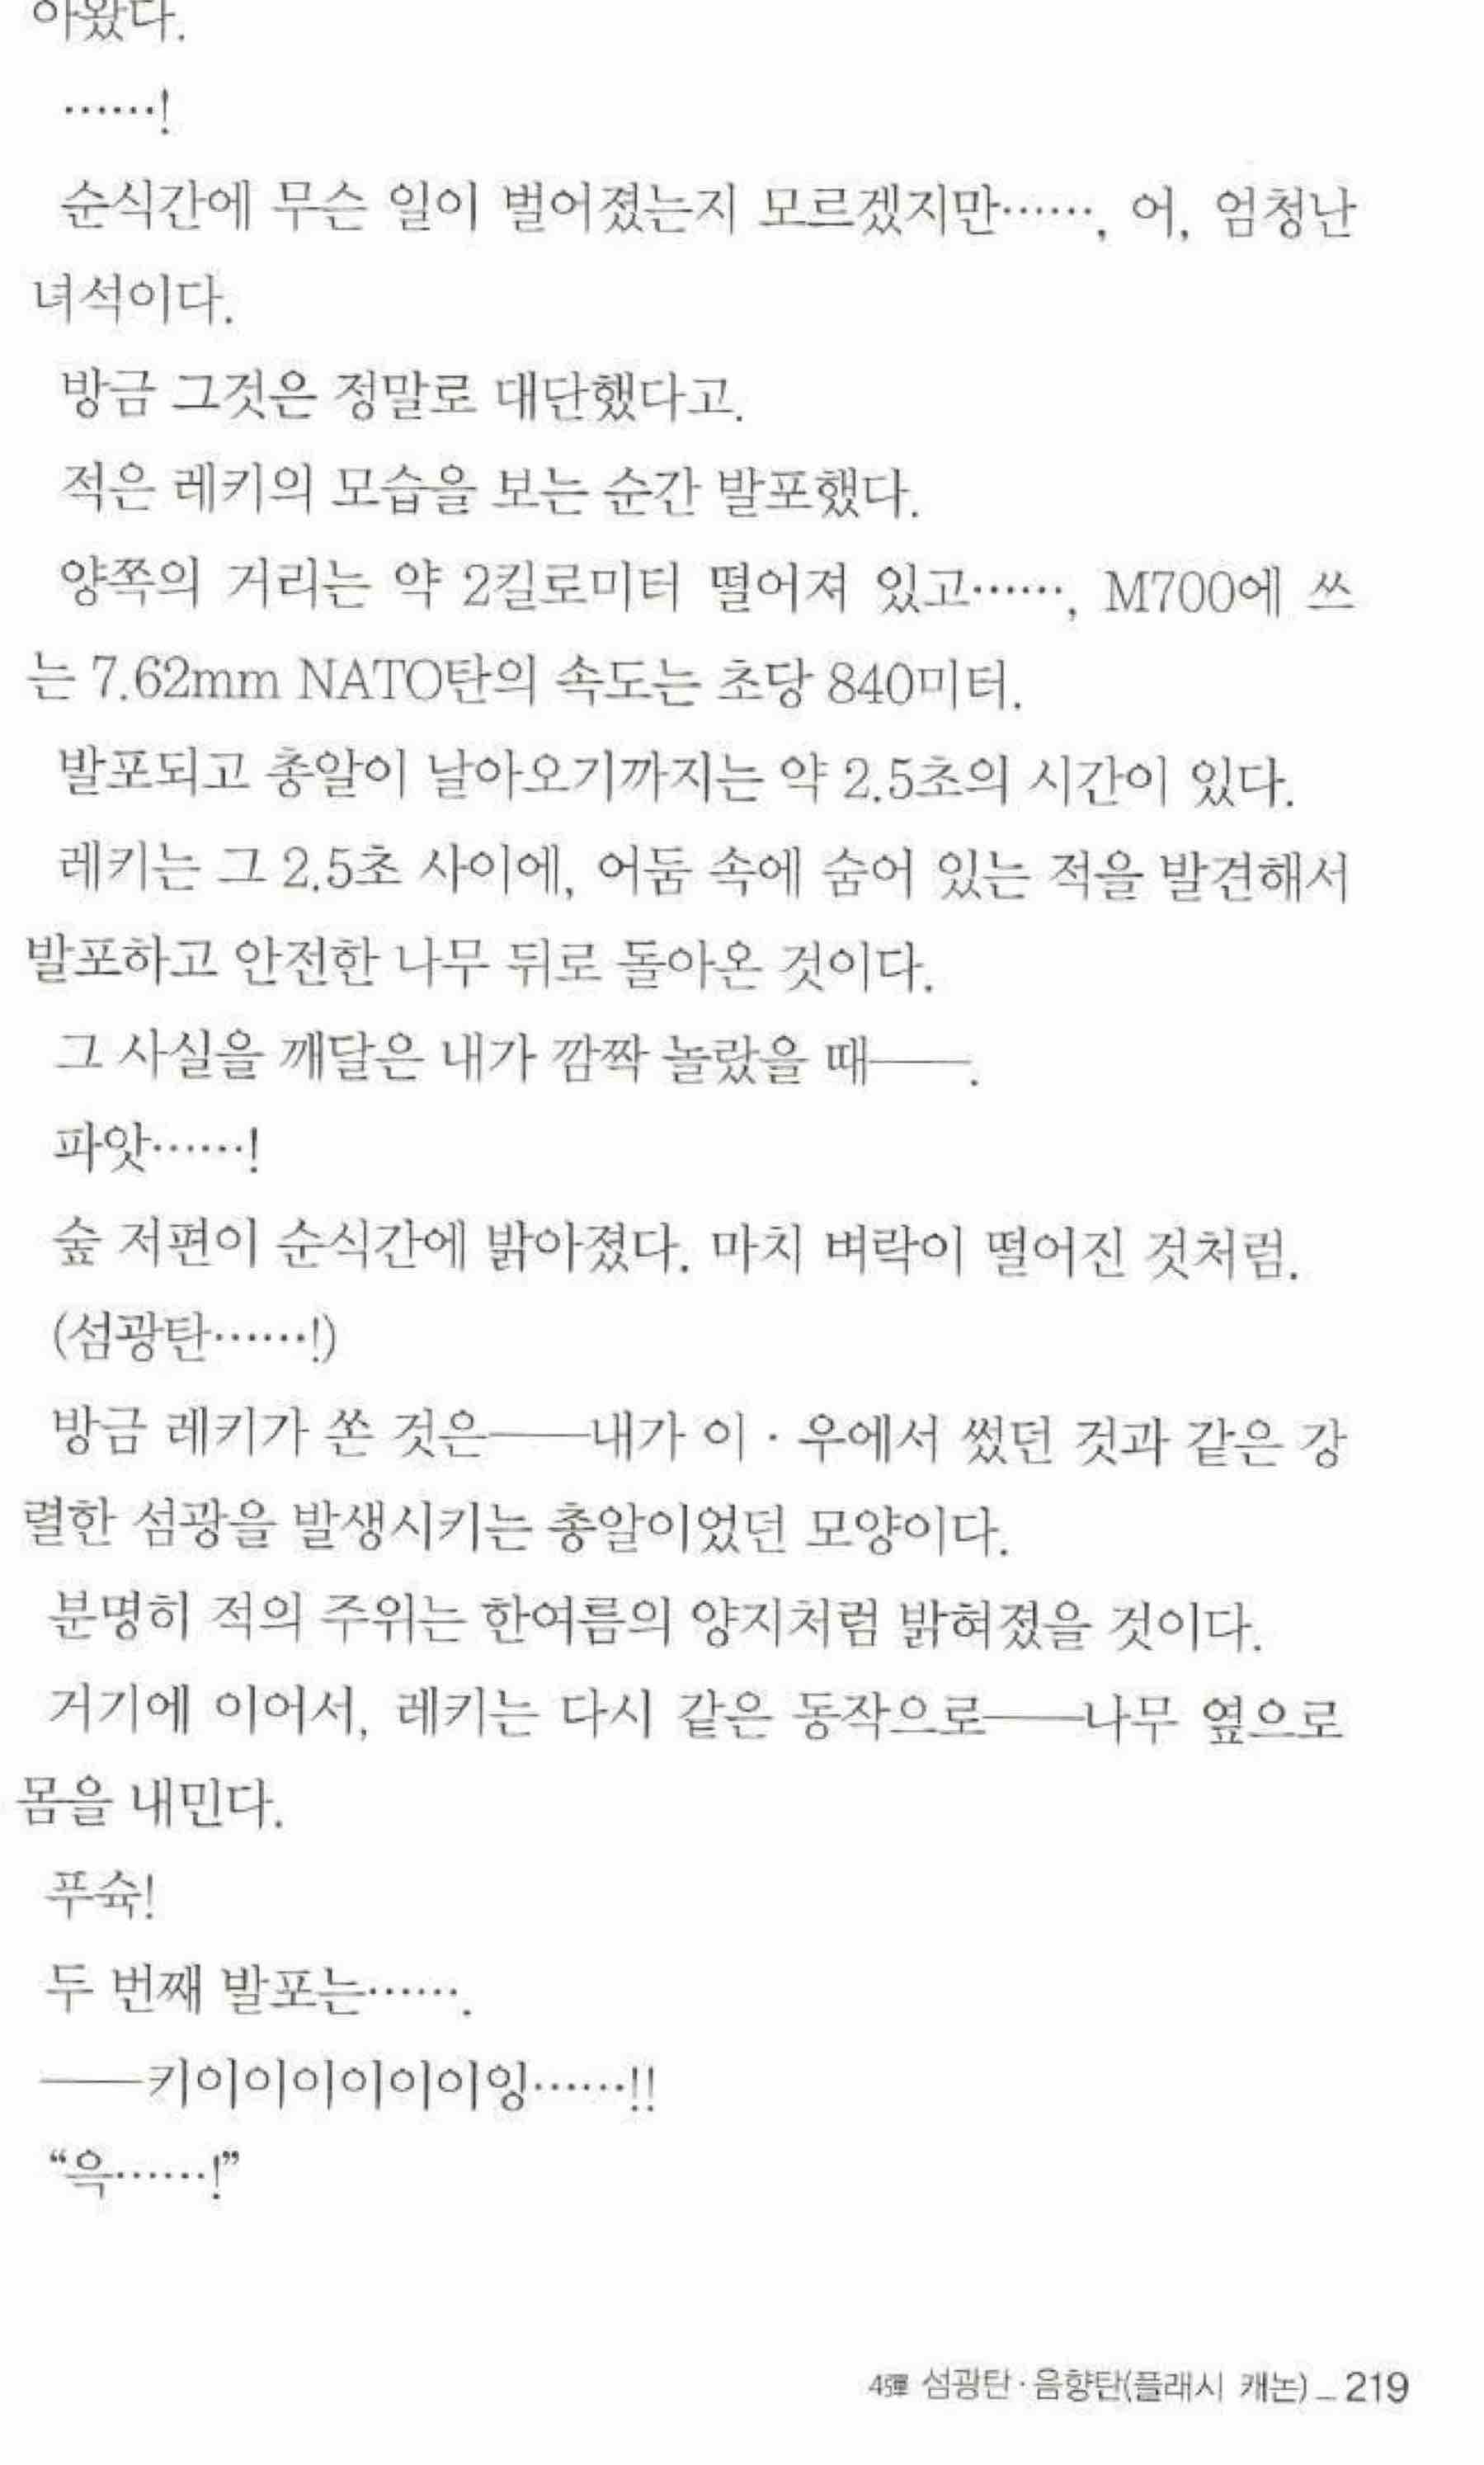 아왔다.
……!
순식간에 무슨 일이 벌어졌는지 모르겠지만……, 어, 엄청난
녀석이다.
방금 그것은 정말로 대단했다고.
적은 레키의 모습을 보는 순간 발포했다.
양쪽의 거리는 약 2킬로미터 떨어져 있고……, M700에 쓰
는 7.62mm NATO탄의 속도는 초당 840미터.
발포되고 총알이 날아오기까지는 약 2.5초의 시간이 있다.
레키는 그 2.5초 사이에, 어둠 속에 숨어 있는 적을 발견해서
발포하고 안전한 나무 뒤로 돌아온 것이다.
그 사실을 깨달은 내가 깜짝 놀랐을 때──.
파앗……!
숲 저편이 순식간에 밝아졌다. 마치 벼락이 떨어진 것처럼.
(섬광탄……!)
방금 레키가 쏜 것은──내가 이·우에서 썼던 것과 같은 강
렬한 섬광을 발생시키는 총알이었던 모양이다.
분명히 적의 주위는 한여름의 양지처럼 밝혀졌을 것이다.
거기에 이어서, 레키는 다시 같은 동작으로──나무 옆으로
몸을 내민다.
푸슉!
두 번째 발포는…….
──키이이이이이이잉……!!
“윽……!”
4彈 섬광탄·음향탄(플래시 캐논) _ 219